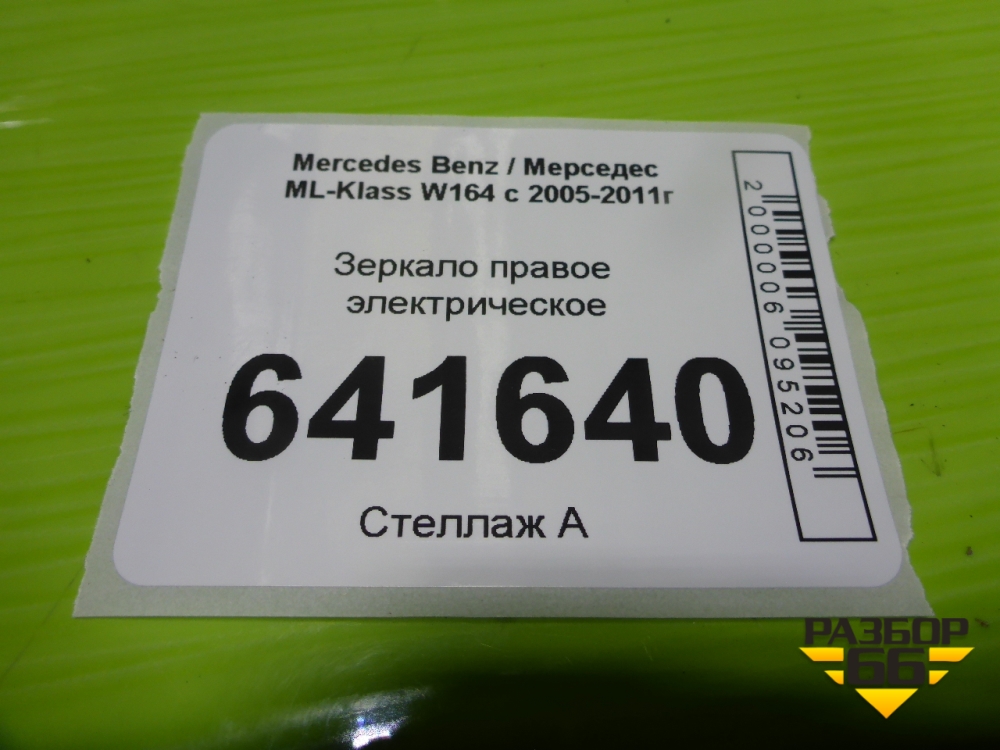 Mercedes Benz / Мерседес
ML-Klass W164 с 2005-2011г
Зеркало правое
электрическое
641640
Стеллаж А
2000006095206
РАЗБОР
66